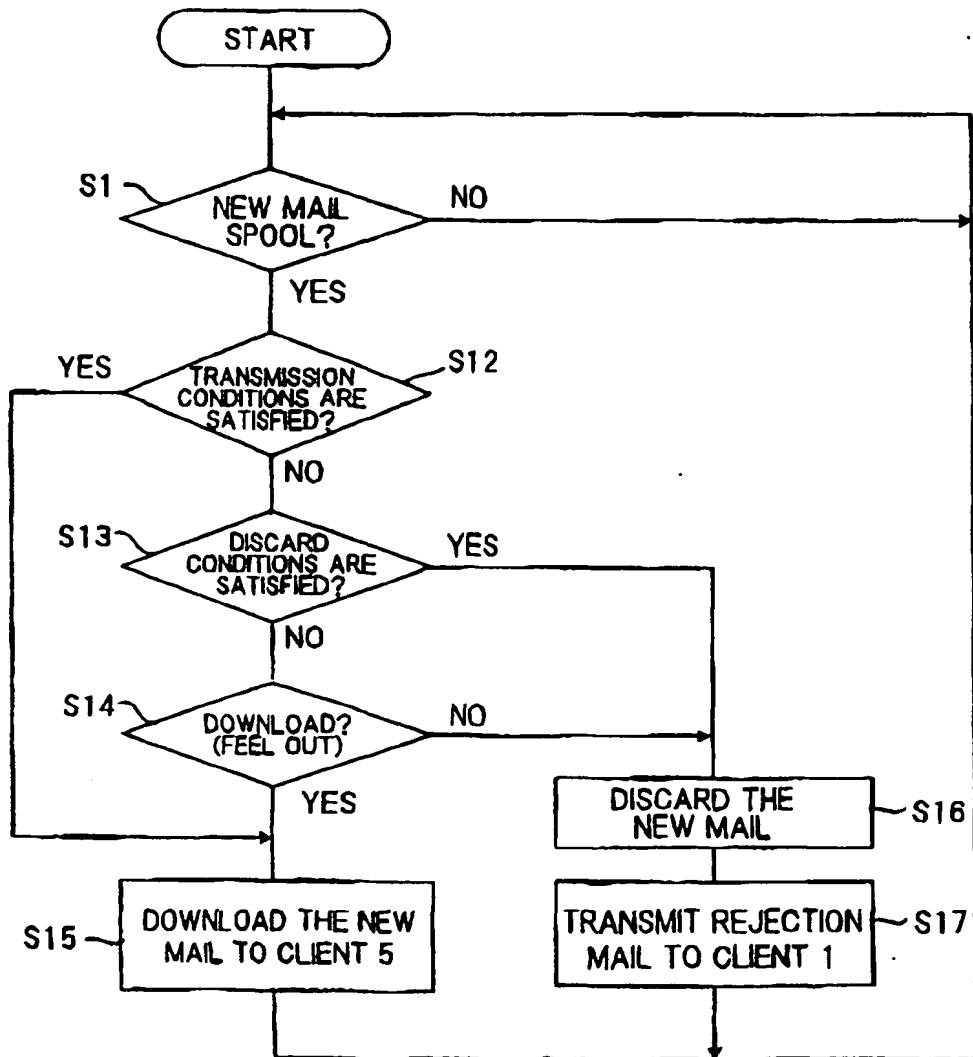 START
S1
NEW MAIL
SPOOL?
NO
YES
YES
S12
TRANSMISSION
CONDITIONS ARE
SATISFIED?
NO
S13
DISCARD
CONDITIONS ARE
SATISFIED?
YES
NO
S14
DOWNLOAD?
(FEEL OUT)
NO
YES
DISCARD THE
NEW MAIL
S16
S15
DOWNLOAD THE NEW
MAIL TO CLIENT 5
TRANSMIT REJECTION
MAIL TO CLIENT 1
S17